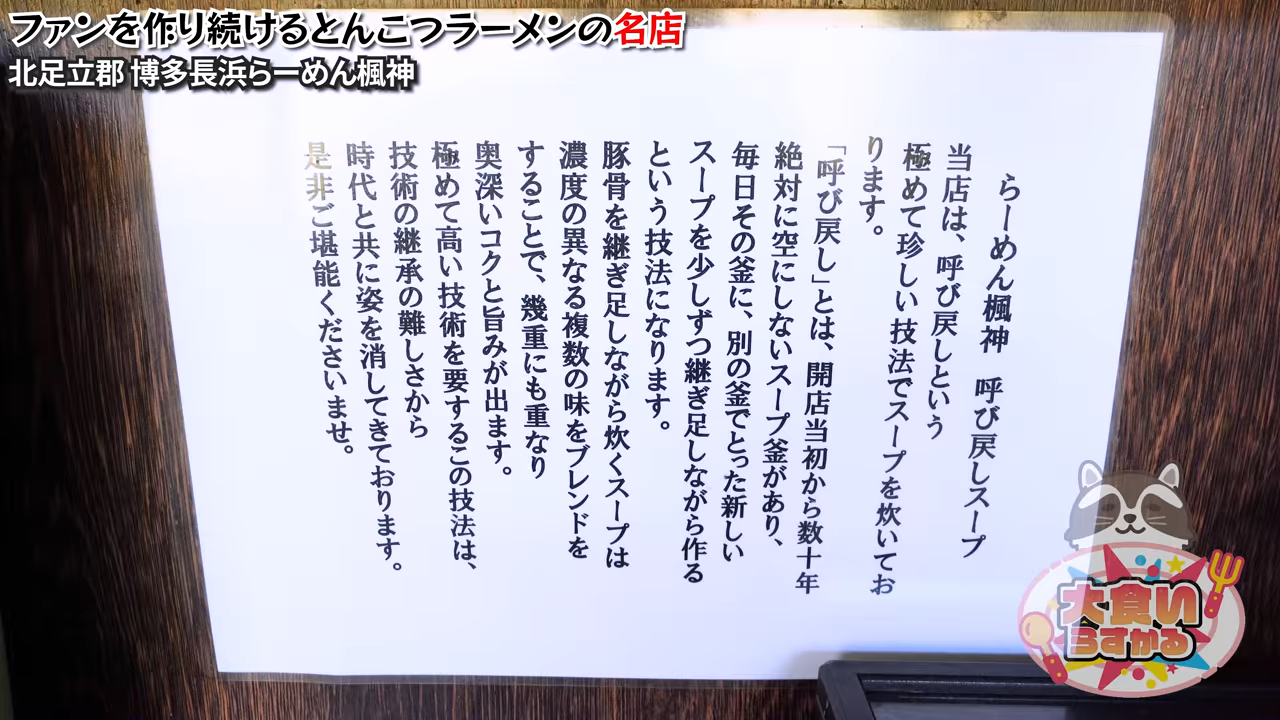 ファンを作り続けるとんこつラーメンの名店
北足立郡 博多長浜らーめん楓神
らーめん楓神 呼び戻しスープ
当店は、呼び戻しという
極めて珍しい技法でスープを炊いてお
ります。
「呼び戻し」とは、開店当初から数十年
絶対に空にしないスープ釜があり、
毎日その釜に、別の釜でとった新しい
スープを少しずつ継ぎ足しながら作る
という技法になります。
豚骨を継ぎ足しながら炊くスープは
濃度の異なる複数の味をブレンドを
することで、幾重にも重なり
奥深いコクと旨みが出ます。
極めて高い技術を要するこの技法は、
技術の継承の難しさから
時代と共に姿を消してきております。
是非ご堪能くださいませ。
大食い
らすかる